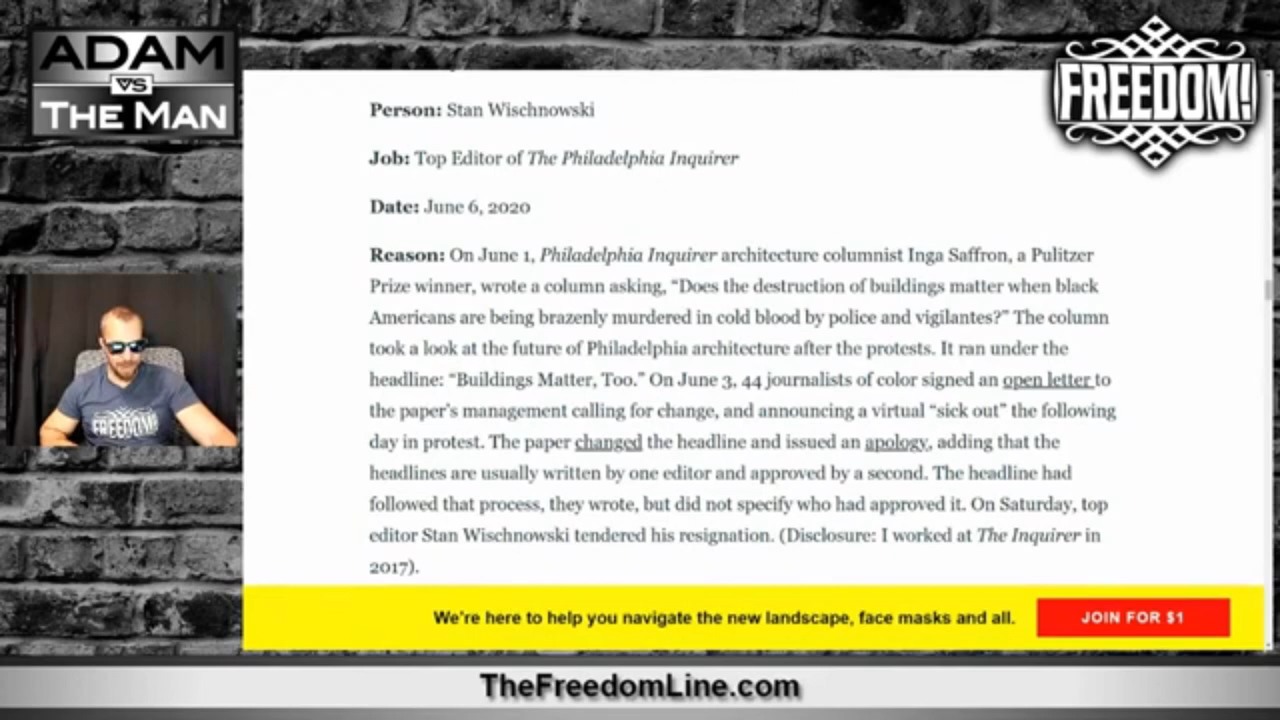 ADAM
VS
THE MAN
FREEDOM!
Person: Stan Wischnowski
Job: Top Editor of The Philadelphia Inquirer
Date: June 6, 2020
Reason: On June 1, Philadelphia Inquirer architecture columnist Inga Saffron, a Pulitzer
Prize winner, wrote a column asking, “Does the destruction of buildings matter when black
Americans are being brazenly murdered in cold blood by police and vigilantes?” The column
took a look at the future of Philadelphia architecture after the protests. It ran under the
headline: “Buildings Matter, Too.” On June 3, 44 journalists of color signed an open letter to
the paper’s management calling for change, and announcing a virtual “sick out” the following
day in protest. The paper changed the headline and issued an apology, adding that the
headlines are usually written by one editor and approved by a second. The headline had
followed that process, they wrote, but did not specify who had approved it. On Saturday, top
editor Stan Wischnowski tendered his resignation. (Disclosure: I worked at The Inquirer in
2017).
FREEDOM!
We're here to help you navigate the new landscape, face masks and all.
JOIN FOR $1
TheFreedomLine.com